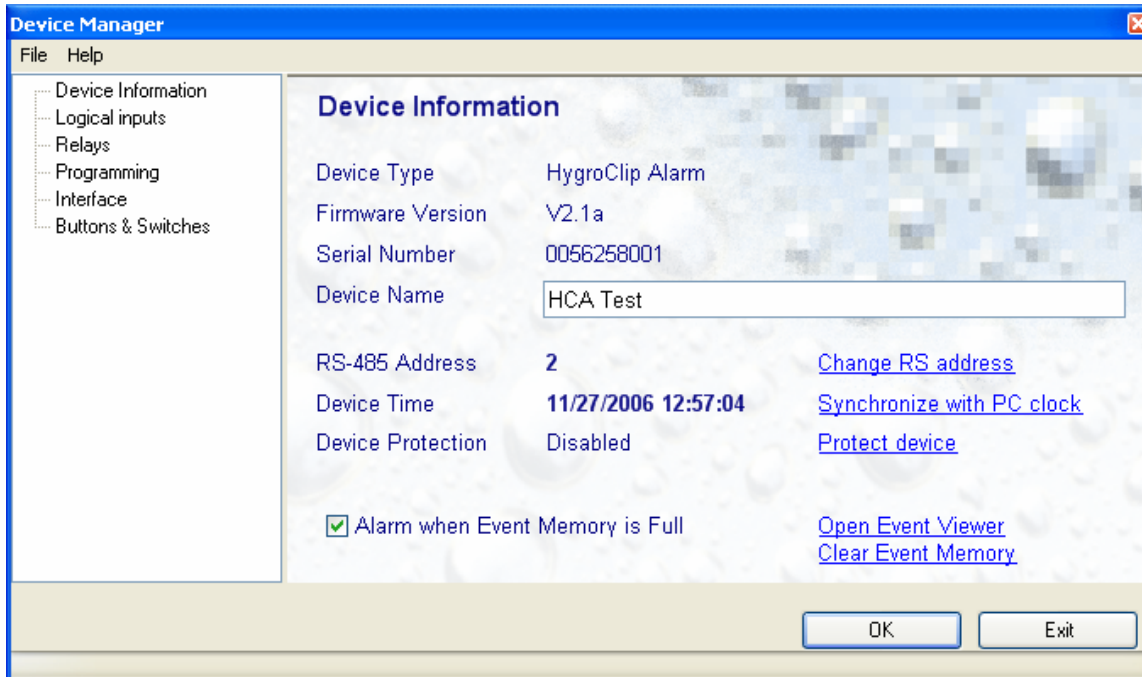 Device Manager
File Help
Device Information
Logical inputs
Relays
Programming
Interface
Buttons & Switches
Device Information
Device Type HygroClip Alarm
Firmware Version V2.1a
Serial Number 0056258001
Device Name HCA Test
RS-485 Address 2 Change RS address
Device Time 11/27/2006 12:57:04 Synchronize with PC clock
Device Protection Disabled Protect device
Alarm when Event Memory is Full Open Event Viewer
Clear Event Memory
OK Exit